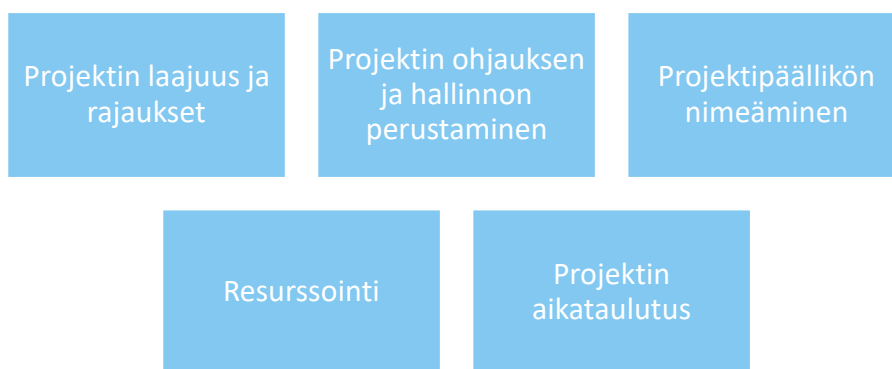 Projektin laajuus ja
rajaukset
Projektin ohjauksen
ja hallinnon
perustaminen
Projektipäällikön
nimeäminen
Resurssointi
Projektin
aikataulutus